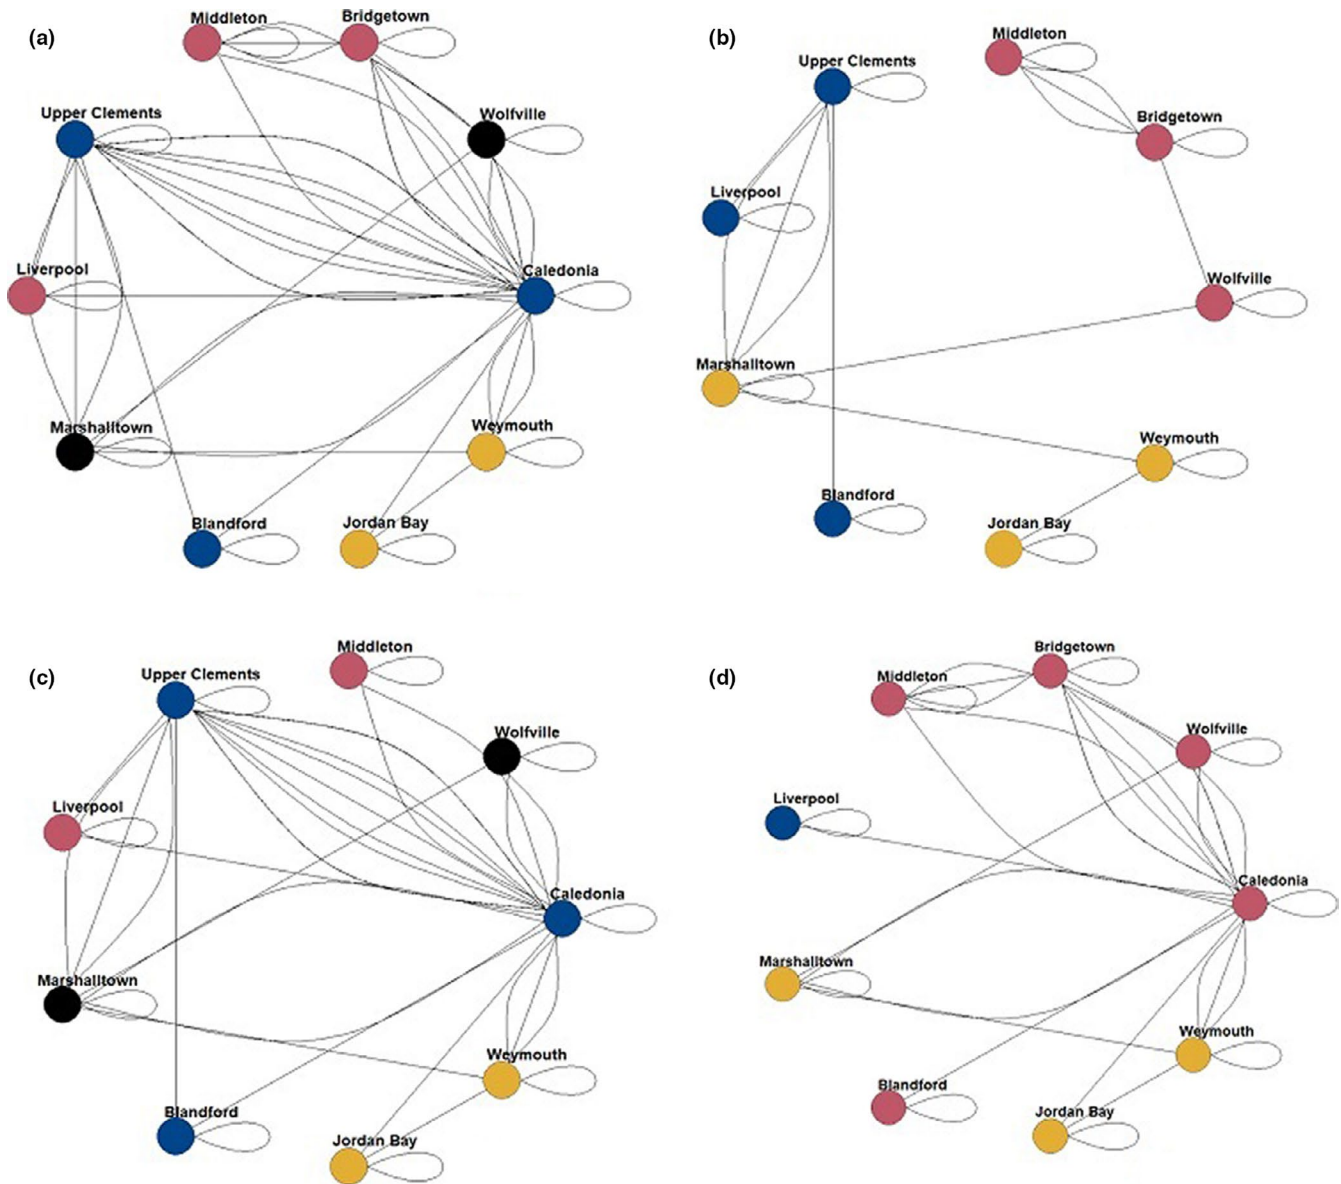 (a)
Middleton
Bridgetown
Upper Clements
Wolfville
Liverpool
Caledonia
Marshalltown
Weymouth
Blandford
Jordan Bay
(b)
Middleton
Upper Clements
Bridgetown
Liverpool
Wolfville
Marshalltown
Weymouth
Blandford
Jordan Bay
(c)
Middleton
Upper Clements
Wolfville
Liverpool
Caledonia
Marshalltown
Weymouth
Blandford
Jordan Bay
(d)
Bridgetown
Middleton
Wolfville
Liverpool
Caledonia
Marshalltown
Weymouth
Blandford
Jordan Bay